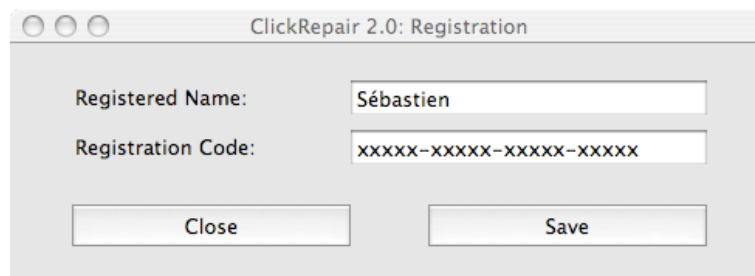 ClickRepair 2.0: Registration
Registered Name: Sébastien
Registration Code: xxxxx-xxxxx-xxxxx-xxxxx
Close Save